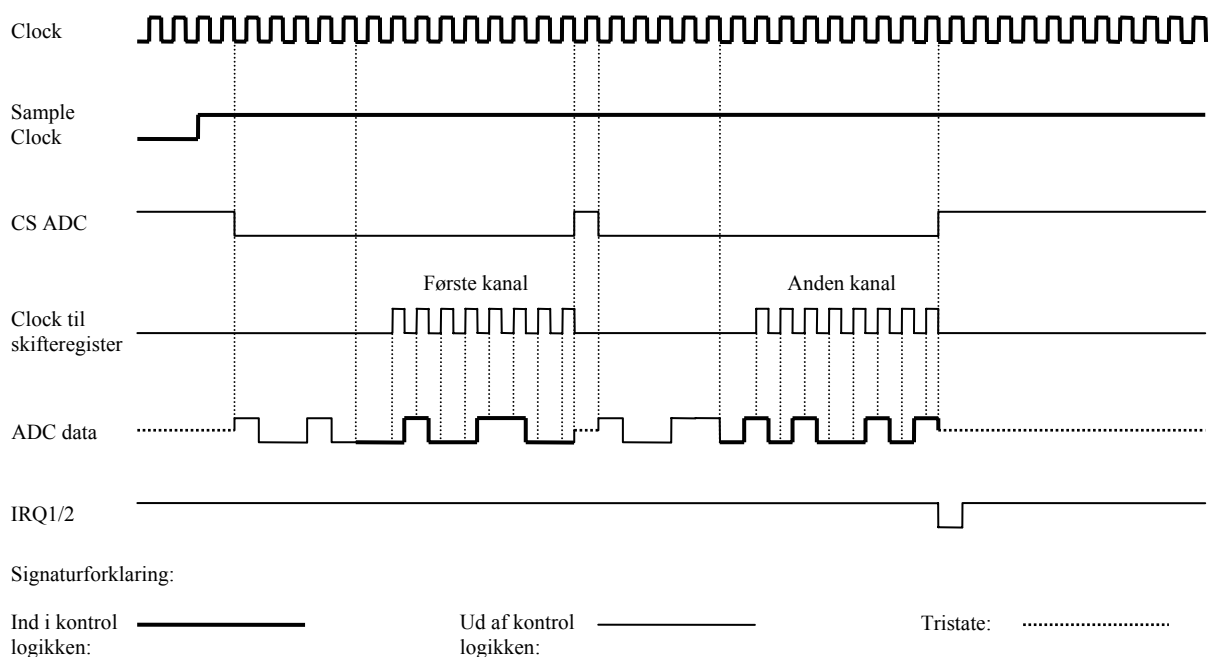 Clock
Sample
Clock
CS ADC
Første kanal
Anden kanal
Clock til
skifteregister
ADC data
IRQ1/2
Signaturforklaring:
Ind i kontrol
logikken:
Ud af kontrol
logikken:
Tristate: